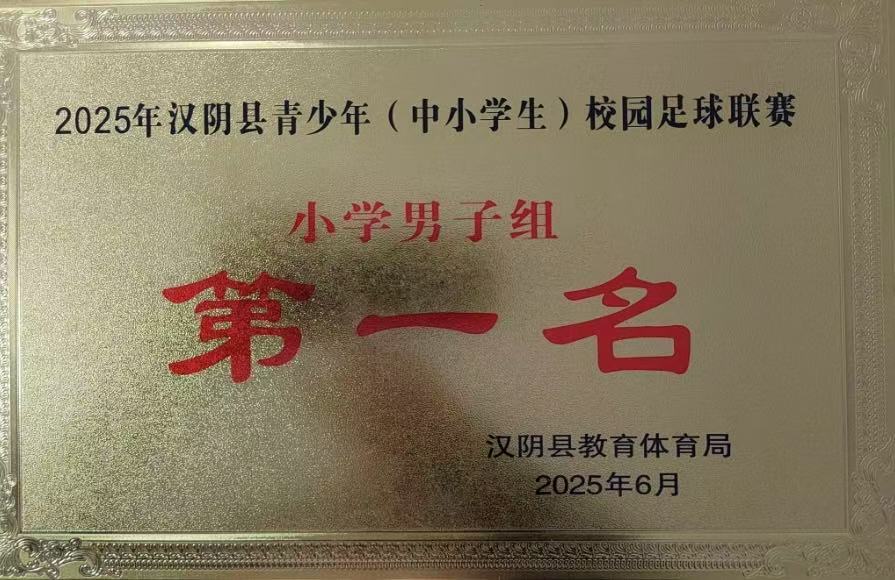 2025年汉阴县青少年（中小学生）校园足球联赛
小学男子组
第一名
汉阴县教育体育局
2025年6月